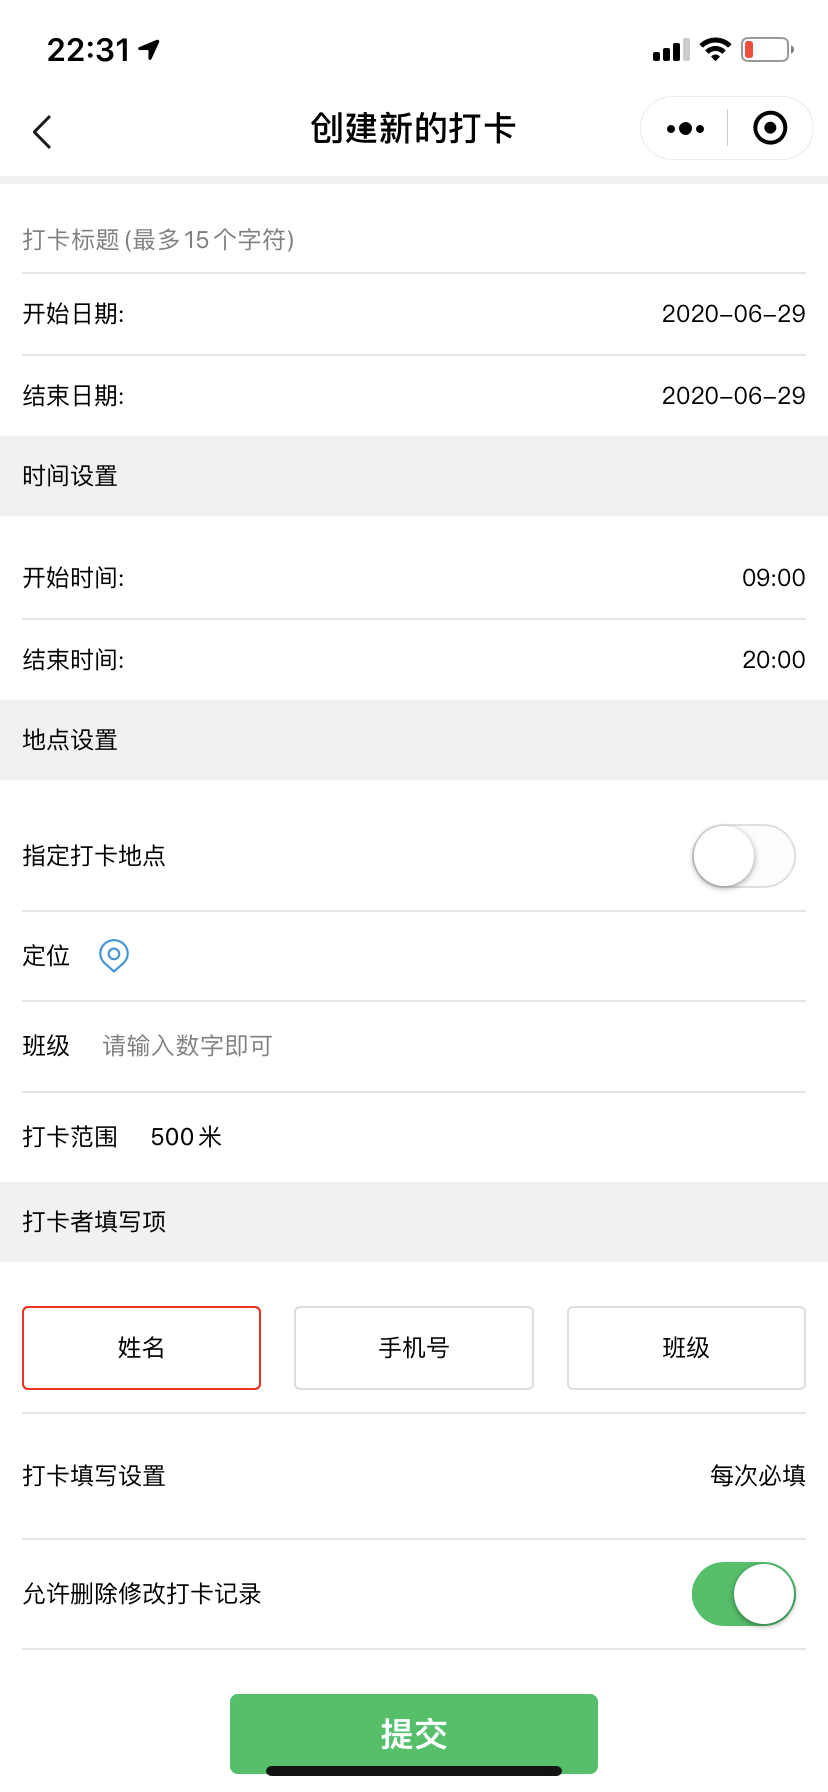 22:31
创建新的打卡
打卡标题(最多15个字符)
开始日期: 2020-06-29
结束日期: 2020-06-29
时间设置
开始时间: 09:00
结束时间: 20:00
地点设置
指定打卡地点
定位
班级 请输入数字即可
打卡范围 500米
打卡者填写项
姓名 手机号 班级
打卡填写设置 每次必填
允许删除修改打卡记录
提交